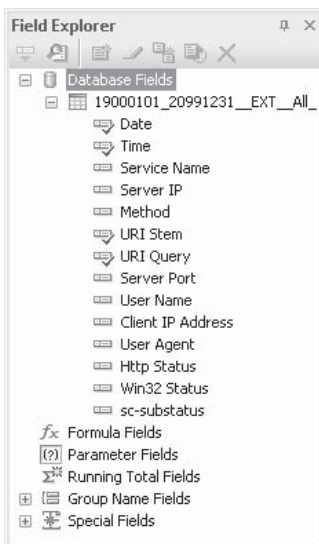 Field Explorer
Database Fields
19000101_20991231__EXT__All_
Date
Time
Service Name
Server IP
Method
URI Stem
URI Query
Server Port
User Name
Client IP Address
User Agent
Http Status
Win32 Status
sc-substatus
fx Formula Fields
(?) Parameter Fields
Running Total Fields
Group Name Fields
Special Fields